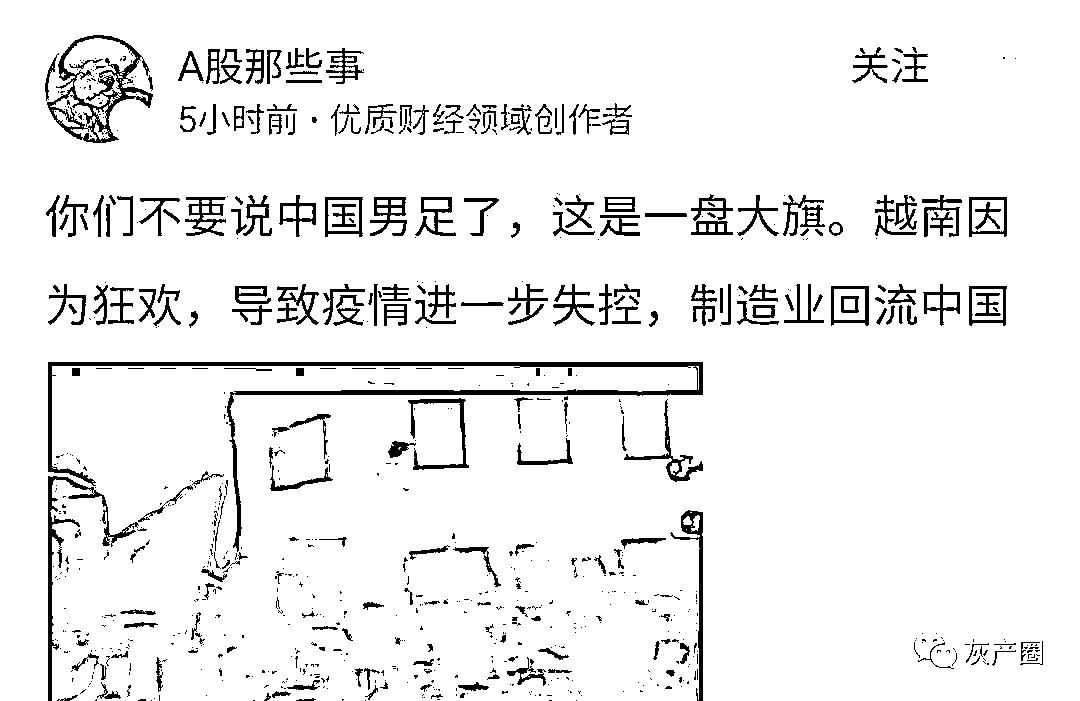 A股那些事
关注
5小时前·优质财经领域创作者
你们不要说中国男足了，这是一盘大旗。越南因
为狂欢，导致疫情进一步失控，制造业回流中国
灰产圈